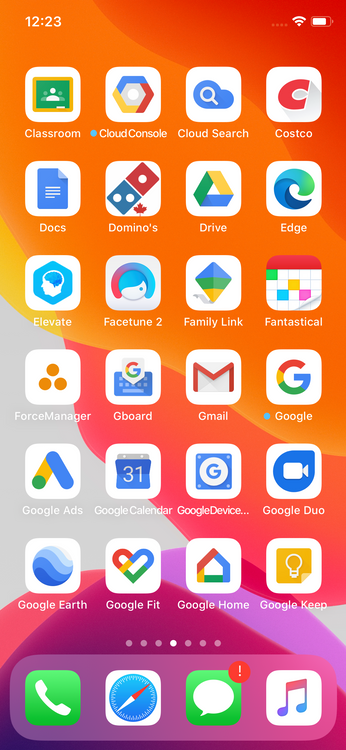 12:23
Classroom
CloudConsole
Cloud Search
Costco
Docs
Domino's
Drive
Edge
Elevate
Facetune 2
Family Link
Fantastical
ForceManager
Gboard
Gmail
Google
31
Google Ads
Google Calendar
GoogleDevice...
Google Duo
Google Earth
Google Fit
Google Home
Google Keep
!